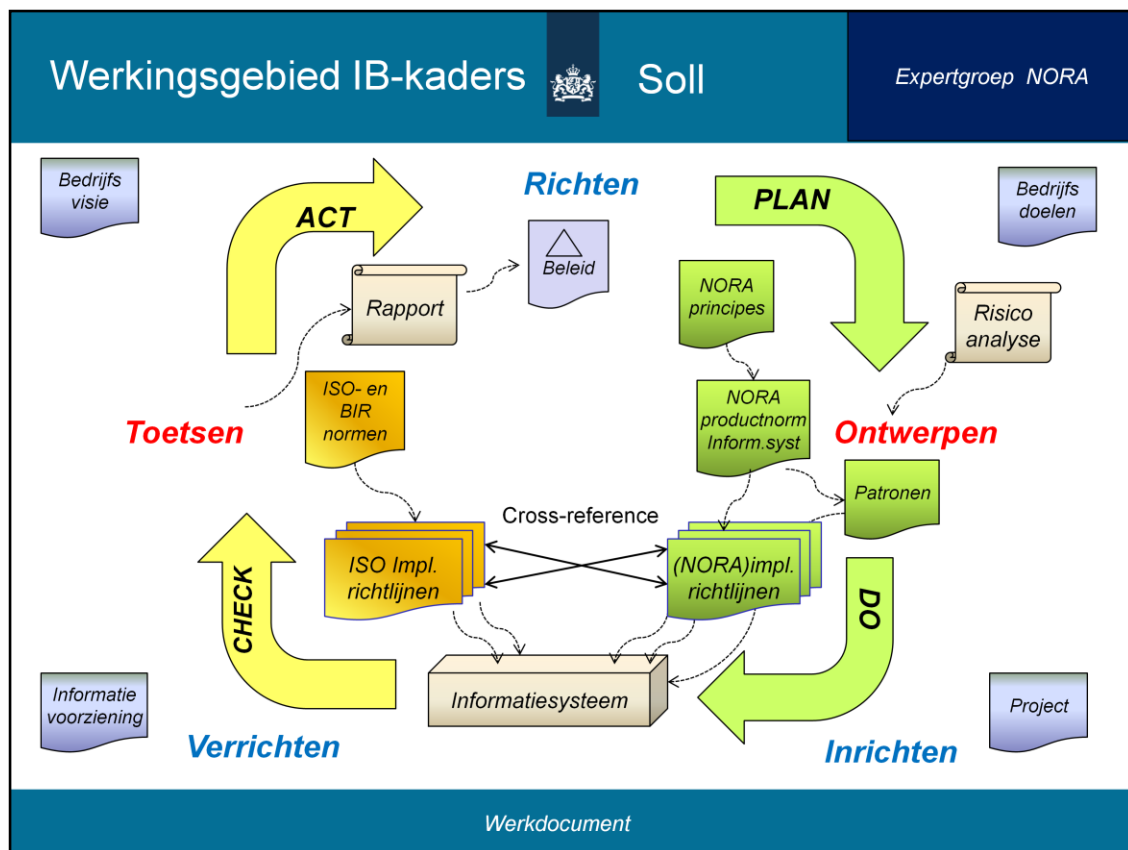 Werkingsgebied IB-kaders
Soll
Expertgroep NORA
Bedrijfs
visie
ACT
Richten
PLAN
Bedrijfs
doelen
Beleid
Rapport
NORA
principes
Risico
analyse
ISO- en
BIR
normen
NORA
productnorm
Inform.syst
Toetsen
Ontwerpen
Patronen
Cross-reference
ISO Impl.
richtlijnen
(NORA)impl.
richtlijnen
CHECK
DO
Informatie
voorziening
Informatiesysteem
Project
Verrichten
Inrichten
Werkdocument